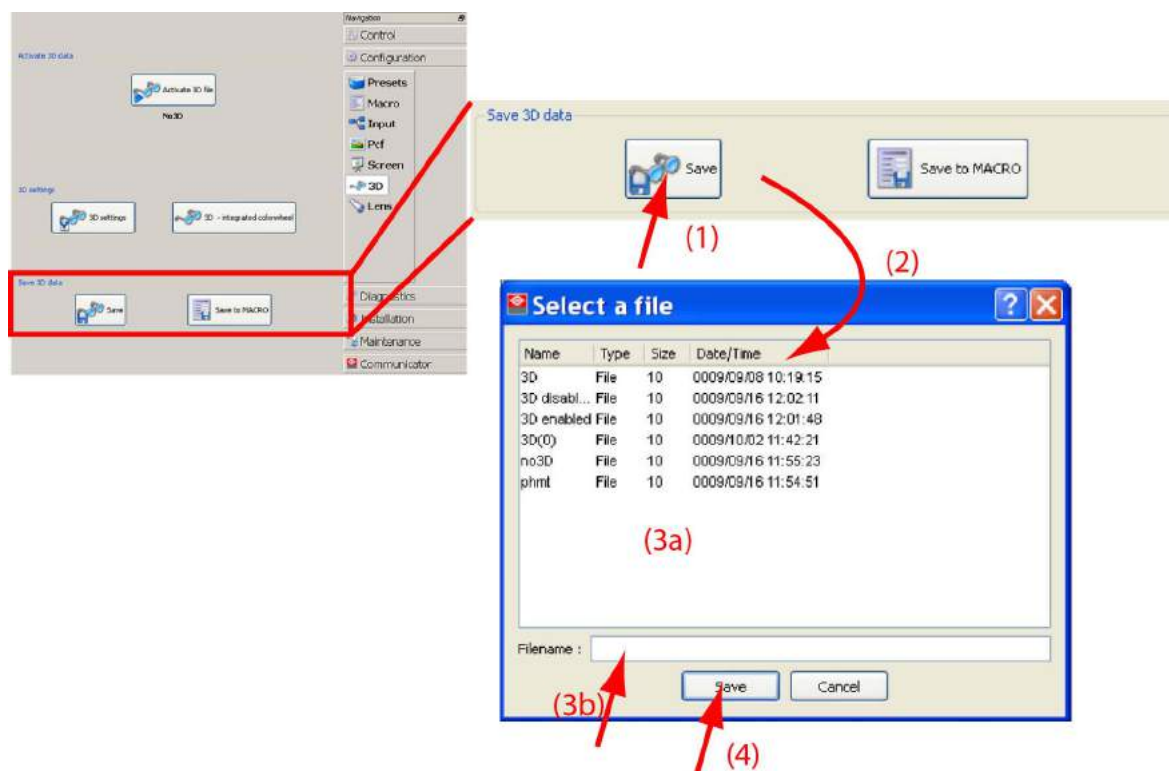 Navigation
Control
Configuration
Presets
Macro
Input
Pcf
Screen
3D
Lens
Diagnostics
Installation
Maintenance
Communicator
Activate 3D data
Activate 3D file
No3D
3D settings
3D settings
3D - integrated colorwheel
Save 3D data
Save
Save to MACRO
Save 3D data
Save
Save to MACRO
(1)
(2)
Select a file
Name Type Size Date/Time
3D File 10 0009/09/08 10:19:15
3D disabl... File 10 0009/09/16 12:02:11
3D enabled File 10 0009/09/16 12:01:48
3D(0) File 10 0009/10/02 11:42:21
no3D File 10 0009/09/16 11:55:23
phmt File 10 0009/09/16 11:54:51
(3a)
Filename :
Save Cancel
(3b)
(4)